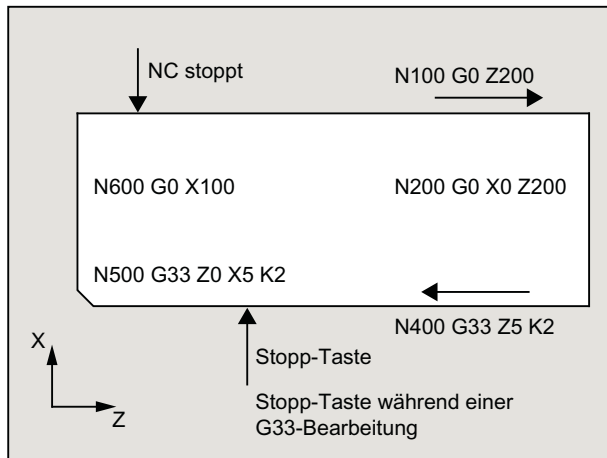 NC stoppt
N100 G0 Z200
N600 G0 X100
N200 G0 X0 Z200
N500 G33 Z0 X5 K2
N400 G33 Z5 K2
X
Z
Stopp-Taste
Stopp-Taste während einer
G33-Bearbeitung